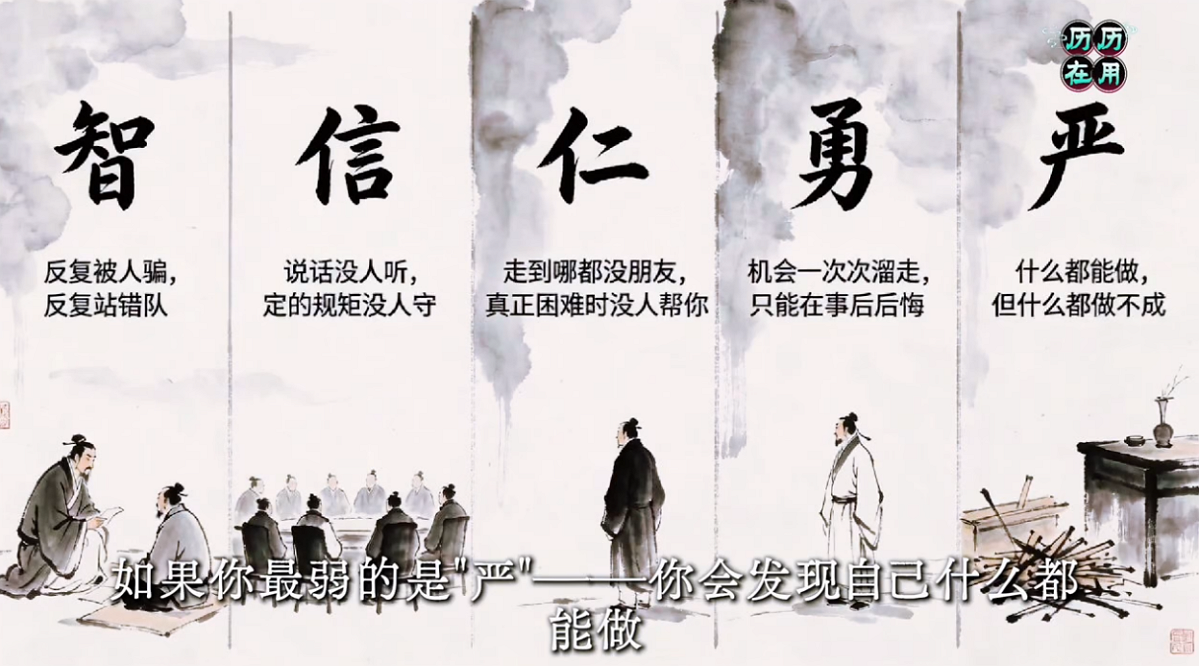 历历
在用
智
反复被人骗，
反复站错队
信
说话没人听，
定的规矩没人守
仁
走到哪都没朋友，
真正困难时没人帮你
勇
机会一次次溜走，
只能在事后后悔
严
什么都能做，
但什么都做不成
如果你最弱的是"严"——你会发现自己什么都
能做